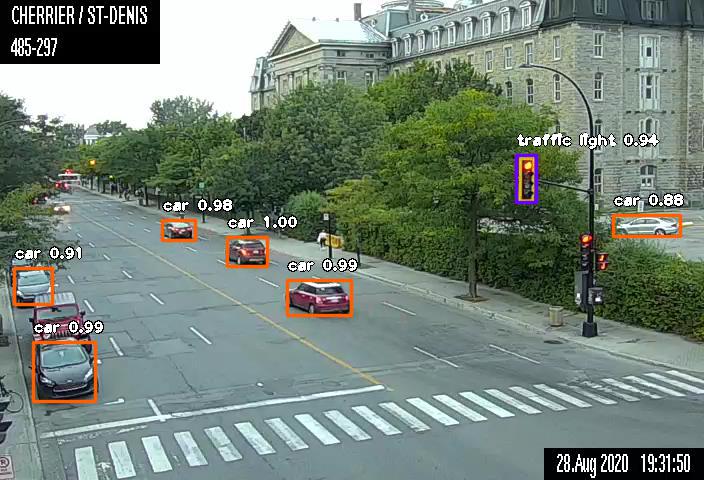 CHERRIER / ST-DENIS
485-297
traffic light 0.94
car 0.88
car 0.98
car 1.00
car 0.91
car 0.99
car 0.99
28.Aug 2020 19:31:50